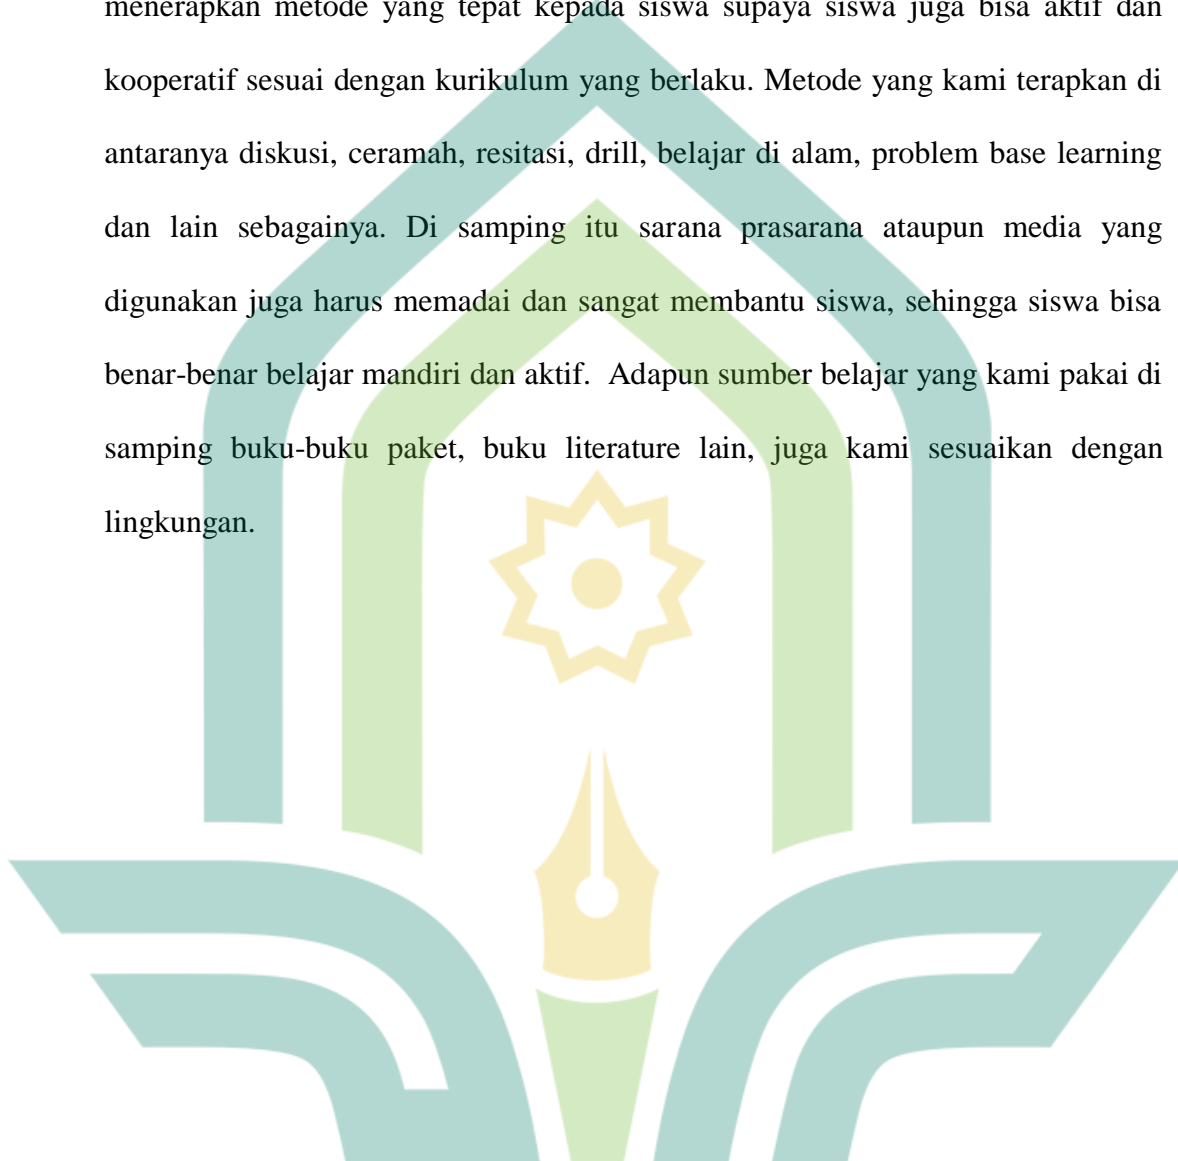 menerapkan metode yang tepat kepada siswa supaya siswa juga bisa aktif dan
kooperatif sesuai dengan kurikulum yang berlaku. Metode yang kami terapkan di
antaranya diskusi, ceramah, resitasi, drill, belajar di alam, problem base learning
dan lain sebagainya. Di samping itu sarana prasarana ataupun media yang
digunakan juga harus memadai dan sangat membantu siswa, sehingga siswa bisa
benar-benar belajar mandiri dan aktif. Adapun sumber belajar yang kami pakai di
samping buku-buku paket, buku literature lain, juga kami sesuaikan dengan
lingkungan.